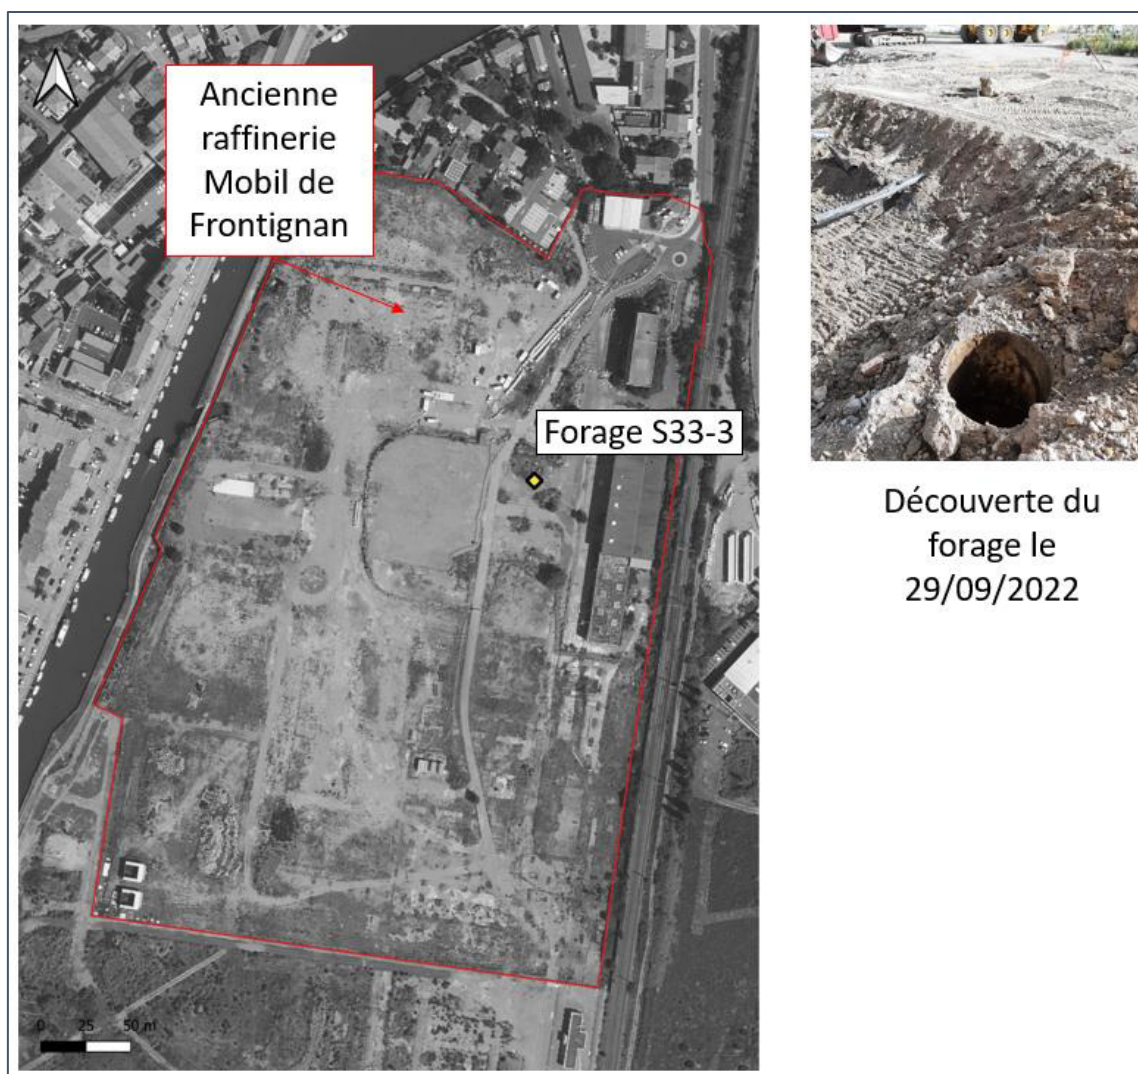 Ancienne
raffinerie
Mobil de
Frontignan
Forage S33-3
0 25 50 m
Découverte du
forage le
29/09/2022